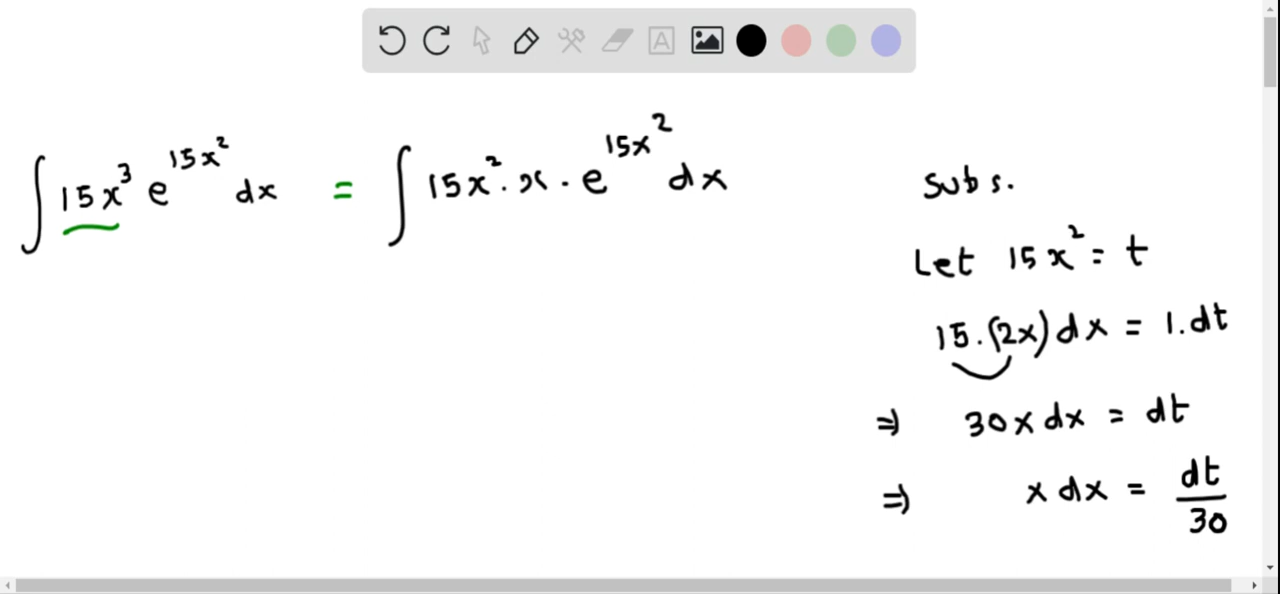 ∫ 15x³ e^{15x²} dx = ∫ 15x² . x . e^{15x²} dx
Subs.
Let 15x² = t
15.(2x) dx = 1.dt
⇒ 30x dx = dt
⇒ x dx = dt/30